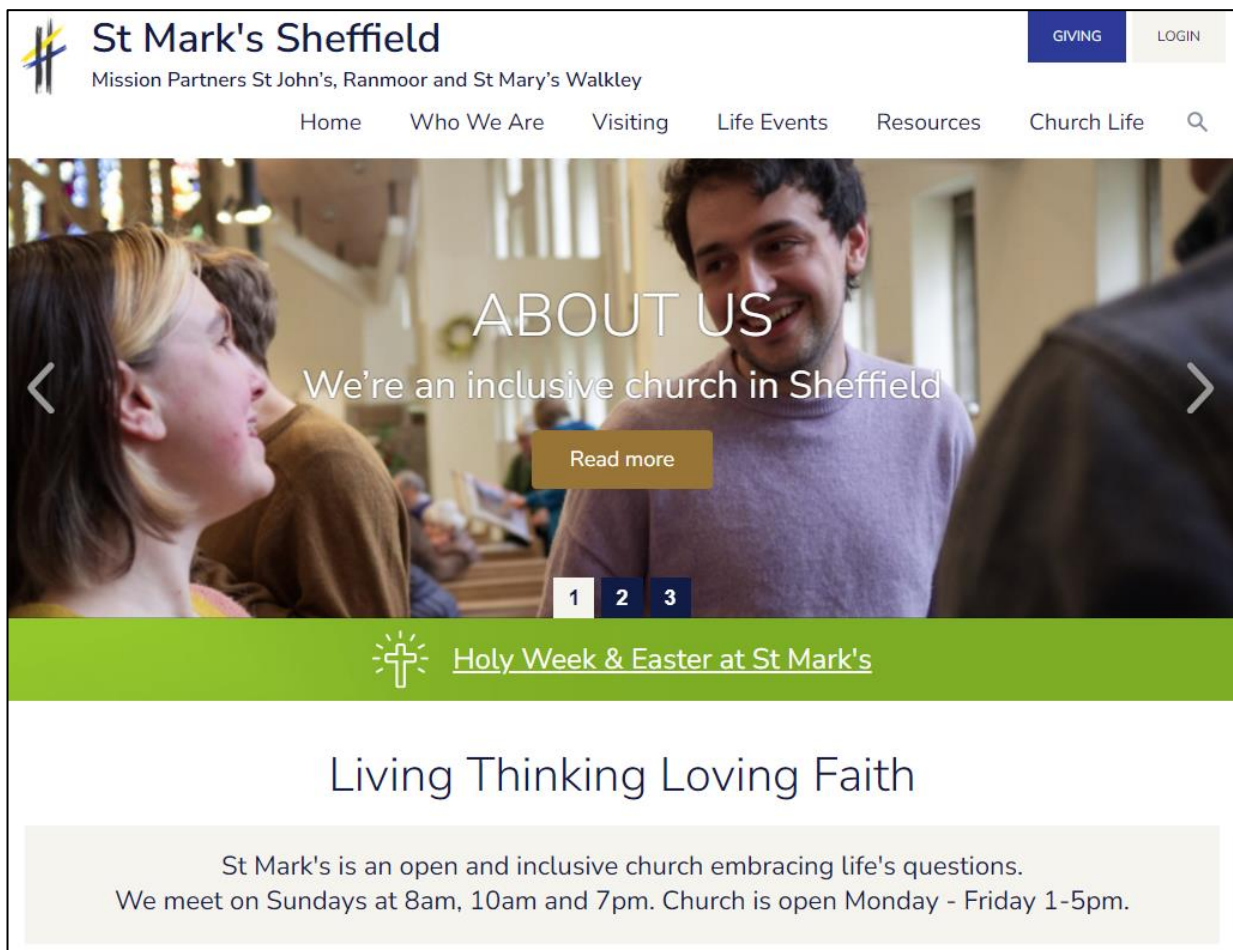 St Mark's Sheffield
Mission Partners St John's, Ranmoor and St Mary's Walkley
GIVING
LOGIN
Home Who We Are Visiting Life Events Resources Church Life
ABOUT US
We're an inclusive church in Sheffield
Read more
1 2 3
Holy Week & Easter at St Mark's
Living Thinking Loving Faith
St Mark's is an open and inclusive church embracing life's questions.
We meet on Sundays at 8am, 10am and 7pm. Church is open Monday - Friday 1-5pm.